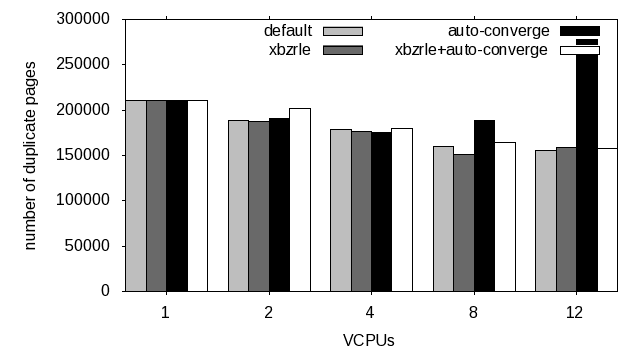 300000
250000
200000
150000
100000
50000
0
number of duplicate pages
default
xbzrle
auto-converge
xbzrle+auto-converge
1 2 4 8 12
VCPUs